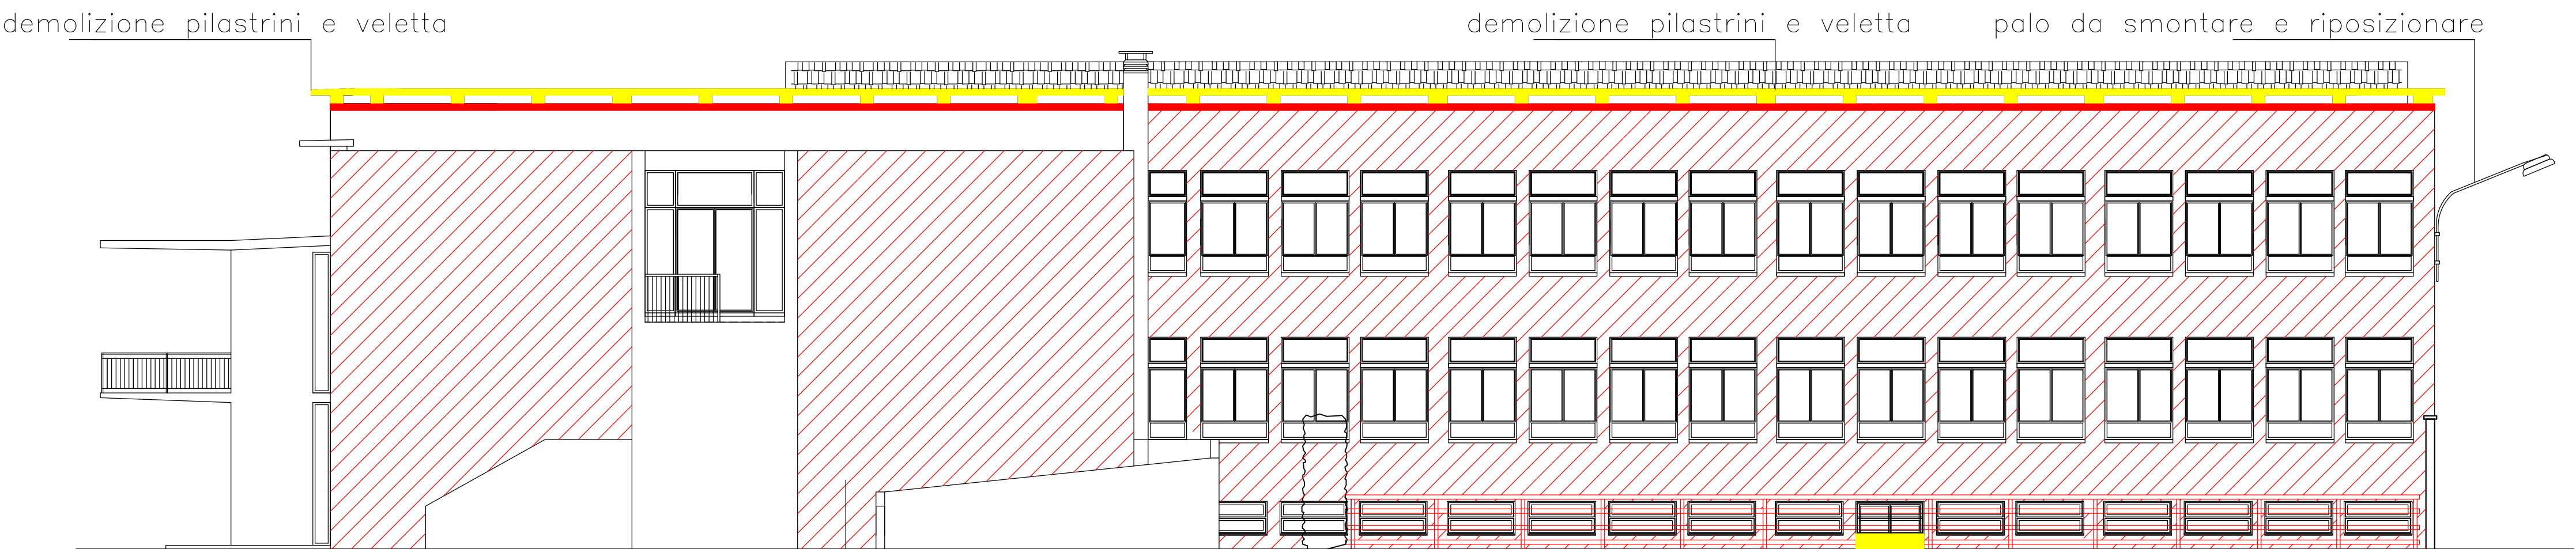 demolizione pilastrini e veletta
demolizione pilastrini e veletta
palo da smontare e riposizionare